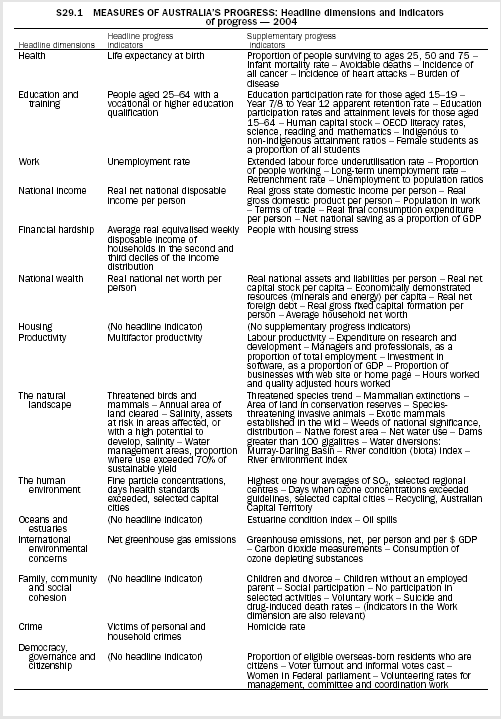 S29.1 MEASURES OF AUSTRALIA'S PROGRESS: Headline dimensions and indicators
of progress — 2004
Headline dimensions
Headline progress
indicators
Supplementary progress
indicators
Health
Life expectancy at birth
Proportion of people surviving to ages 25, 50 and 75 –
Infant mortality rate – Avoidable deaths – Incidence of
all cancer – Incidence of heart attacks – Burden of
disease
Education and
training
People aged 25–64 with a
vocational or higher education
qualification
Education participation rate for those aged 15–19 –
Year 7/8 to Year 12 apparent retention rate – Education
participation rates and attainment levels for those aged
15–64 – Human capital stock – OECD literacy rates,
science, reading and mathematics – Indigenous to
non-Indigenous attainment ratios – Female students as
a proportion of all students
Work
Unemployment rate
Extended labour force underutilisation rate – Proportion
of people working – Long-term unemployment rate –
Retrenchment rate – Unemployment to population ratios
National income
Real net national disposable
income per person
Real gross state domestic income per person – Real
gross domestic product per person – Population in work
– Terms of trade – Real final consumption expenditure
per person – Net national saving as a proportion of GDP
Financial hardship
Average real equivalised weekly
disposable income of
households in the second and
third deciles of the income
distribution
People with housing stress
National wealth
Real national net worth per
person
Real national assets and liabilities per person – Real net
capital stock per capita – Economically demonstrated
resources (minerals and energy) per capita – Real net
foreign debt – Real gross fixed capital formation per
person – Average household net worth
Housing
(No headline indicator)
(No supplementary progress indicators)
Productivity
Multifactor productivity
Labour productivity – Expenditure on research and
development – Managers and professionals, as a
proportion of total employment – Investment in
software, as a proportion of GDP – Proportion of
businesses with web site or home page – Hours worked
and quality adjusted hours worked
The natural
landscape
Threatened birds and
mammals – Annual area of
land cleared – Salinity, assets
at risk in areas affected, or
with a high potential to
develop, salinity – Water
management areas, proportion
where use exceeded 70% of
sustainable yield
Threatened species trend – Mammalian extinctions –
Area of land in conservation reserves – Species-
threatening invasive animals – Exotic mammals
established in the wild – Weeds of national significance,
distribution – Native forest area – Net water use – Dams
greater than 100 gigalitres – Water diversions:
Murray-Darling Basin – River condition (biota) index –
River environment index
The human
environment
Fine particle concentrations,
days health standards
exceeded, selected capital
cities
Highest one hour averages of SO2, selected regional
centres – Days when ozone concentrations exceeded
guidelines, selected capital cities – Recycling, Australian
Capital Territory
Oceans and
estuaries
(No headline indicator)
Estuarine condition index – Oil spills
International
environmental
concerns
Net greenhouse gas emissions
Greenhouse emissions, net, per person and per $ GDP
– Carbon dioxide measurements – Consumption of
ozone depleting substances
Family, community
and social
cohesion
(No headline indicator)
Children and divorce – Children without an employed
parent – Social participation – No participation in
selected activities – Voluntary work – Suicide and
drug-induced death rates – (Indicators in the Work
dimension are also relevant)
Crime
Victims of personal and
household crimes
Homicide rate
Democracy,
governance and
citizenship
(No headline indicator)
Proportion of eligible overseas-born residents who are
citizens – Voter turnout and informal votes cast –
Women in Federal parliament – Volunteering rates for
management, committee and coordination work